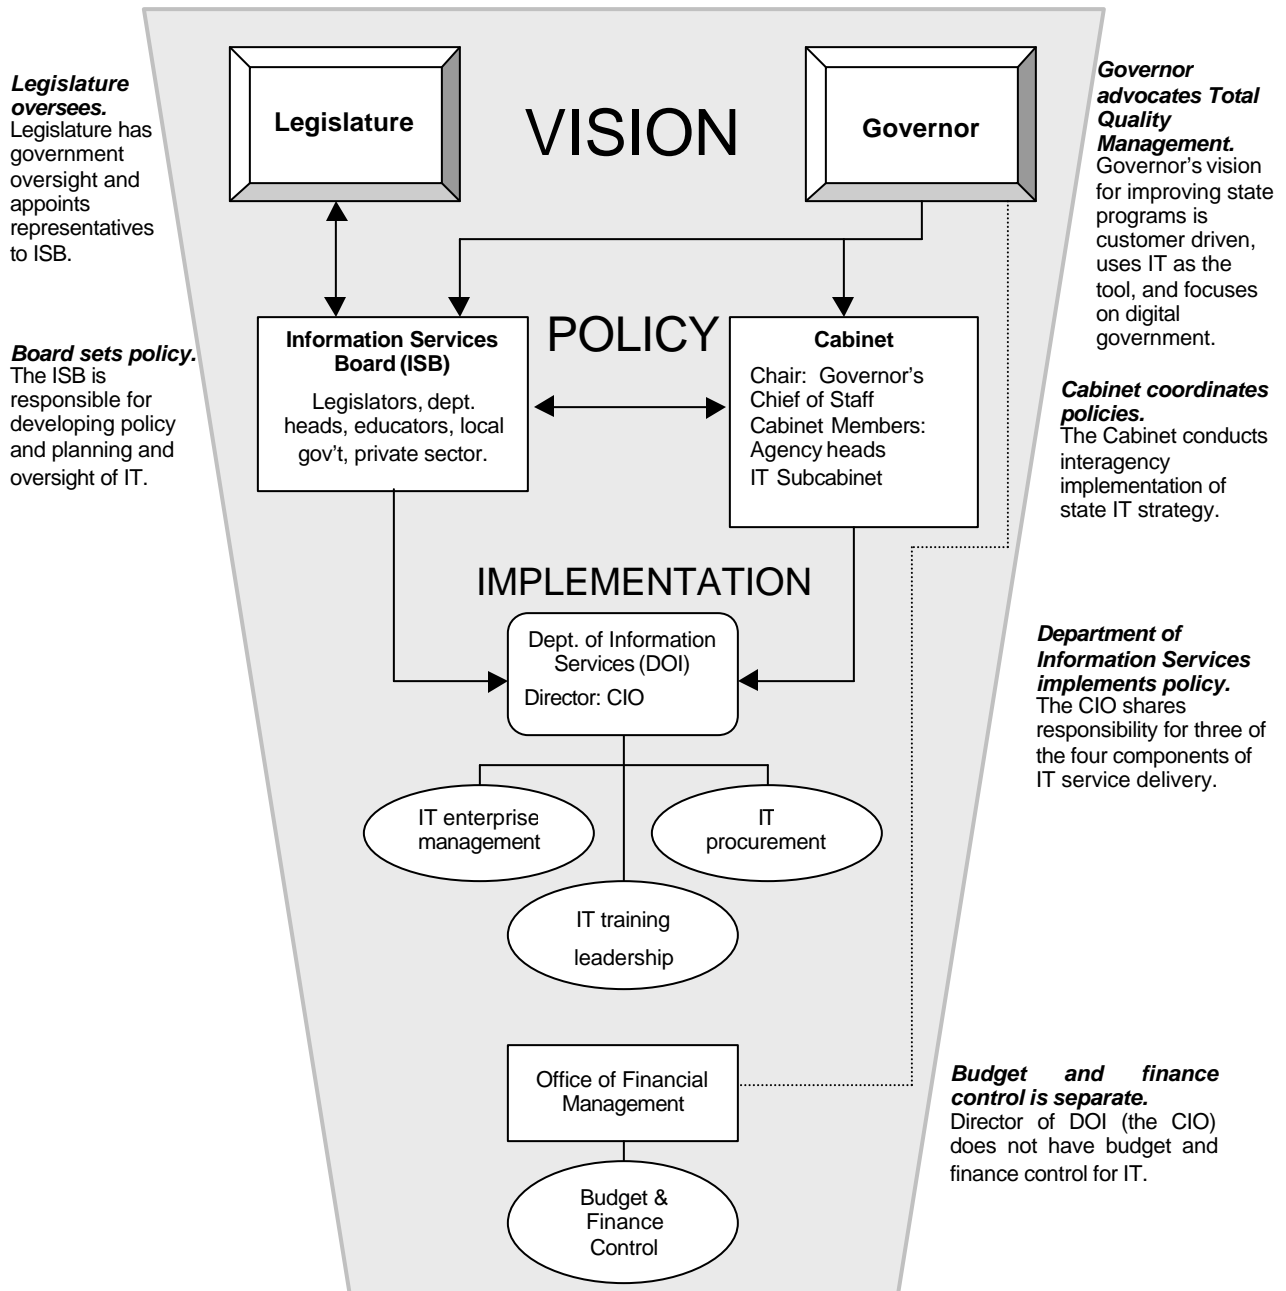 Legislature
oversees.
Legislature has
government
oversight and
appoints
representatives
to ISB.
Legislature
VISION
Governor
Governor
advocates Total
Quality
Management.
Governor's vision
for improving state
programs is
customer driven,
uses IT as the
tool, and focuses
on digital
government.
Board sets policy.
The ISB is
responsible for
developing policy
and planning and
oversight of IT.
Information Services
Board (ISB)
Legislators, dept.
heads, educators, local
gov't, private sector.
POLICY
Cabinet
Chair: Governor's
Chief of Staff
Cabinet Members:
Agency heads
IT Subcabinet
Cabinet coordinates
policies.
The Cabinet conducts
interagency
implementation of
state IT strategy.
IMPLEMENTATION
Dept. of Information
Services (DOI)
Director: CIO
Department of
Information Services
implements policy.
The CIO shares
responsibility for three of
the four components of
IT service delivery.
IT enterprise
management
IT
procurement
IT training
leadership
Office of Financial
Management
Budget and finance
control is separate.
Director of DOI (the CIO)
does not have budget and
finance control for IT.
Budget &
Finance
Control